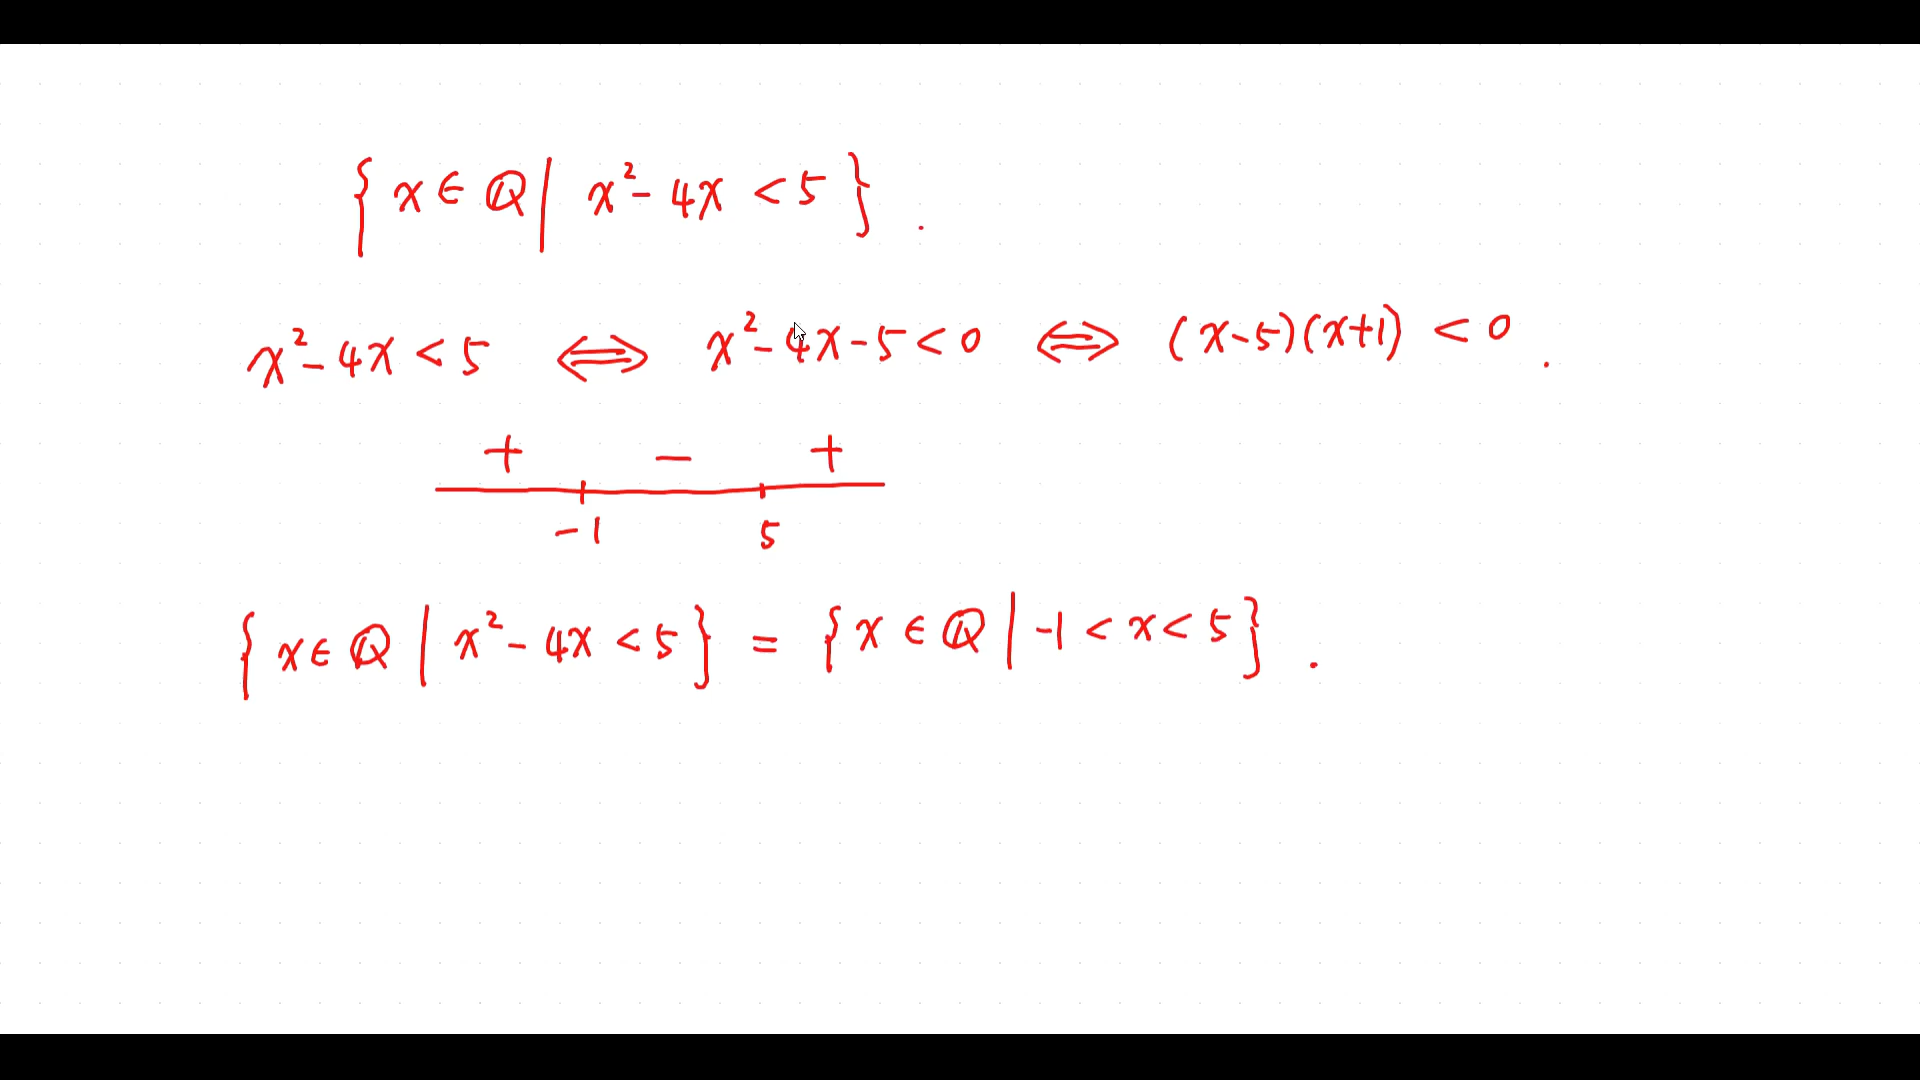 { x ∈ ℚ | x² - 4x < 5 } .
x² - 4x < 5 ⟺ x² - 4x - 5 < 0 ⟺ (x - 5)(x + 1) < 0 .
+ − +
-1 5
{ x ∈ ℚ | x² - 4x < 5 } = { x ∈ ℚ | -1 < x < 5 } .